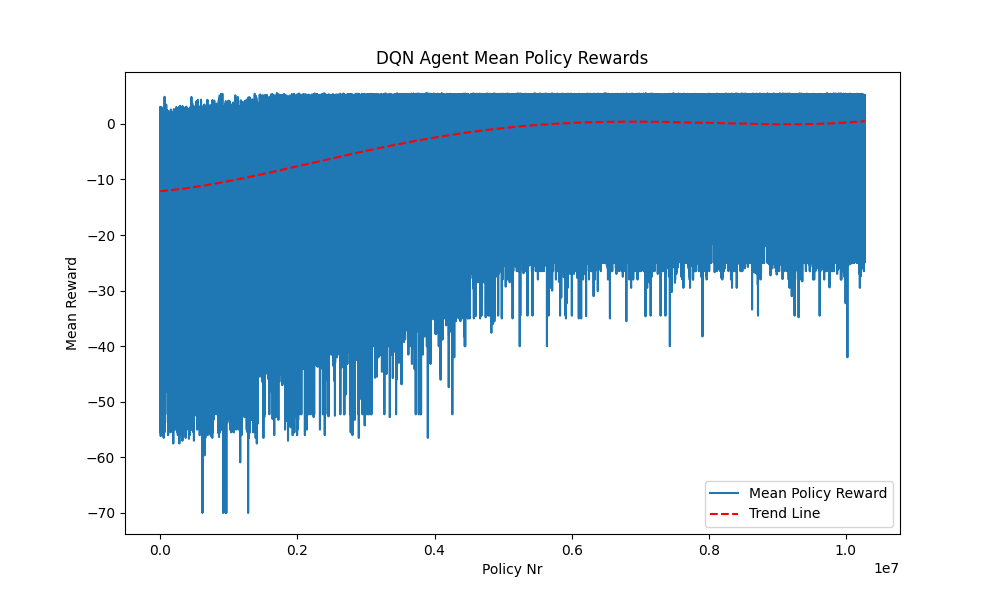 DQN Agent Mean Policy Rewards
Mean Reward
0
−10
−20
−30
−40
−50
−60
−70
0.0 0.2 0.4 0.6 0.8 1.0
1e7
Policy Nr
Mean Policy Reward
Trend Line